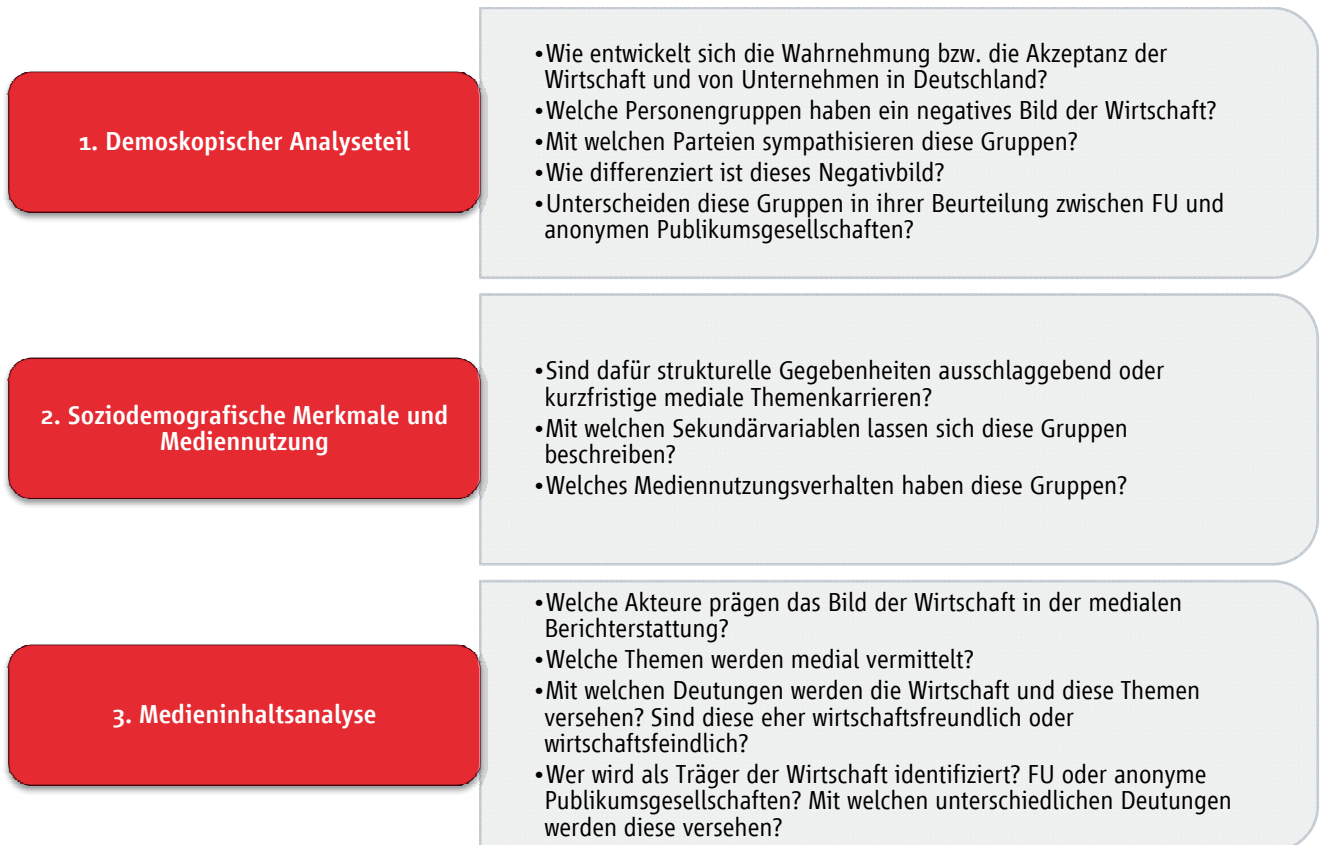 1. Demoskopischer Analyseteil
•Wie entwickelt sich die Wahrnehmung bzw. die Akzeptanz der
Wirtschaft und von Unternehmen in Deutschland?
•Welche Personengruppen haben ein negatives Bild der Wirtschaft?
•Mit welchen Parteien sympathisieren diese Gruppen?
•Wie differenziert ist dieses Negativbild?
•Unterscheiden diese Gruppen in ihrer Beurteilung zwischen FU und
anonymen Publikumsgesellschaften?
2. Soziodemografische Merkmale und
Mediennutzung
•Sind dafür strukturelle Gegebenheiten ausschlaggebend oder
kurzfristige mediale Themenkarrieren?
•Mit welchen Sekundärvariablen lassen sich diese Gruppen
beschreiben?
•Welches Mediennutzungsverhalten haben diese Gruppen?
3. Medieninhaltsanalyse
•Welche Akteure prägen das Bild der Wirtschaft in der medialen
Berichterstattung?
•Welche Themen werden medial vermittelt?
•Mit welchen Deutungen werden die Wirtschaft und diese Themen
versehen? Sind diese eher wirtschaftsfreundlich oder
wirtschaftsfeindlich?
•Wer wird als Träger der Wirtschaft identifiziert? FU oder anonyme
Publikumsgesellschaften? Mit welchen unterschiedlichen Deutungen
werden diese versehen?